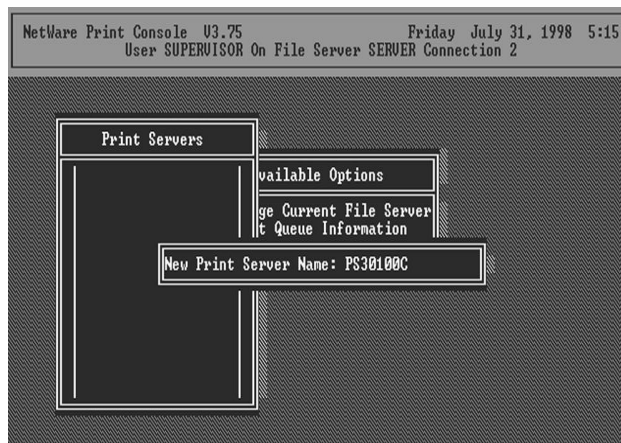 NetWare Print Console V3.75 Friday July 31, 1998 5:15
User SUPERVISOR On File Server SERVER Connection 2
Print Servers
vailable Options
ge Current File Server
t Queue Information
New Print Server Name: PS30100C